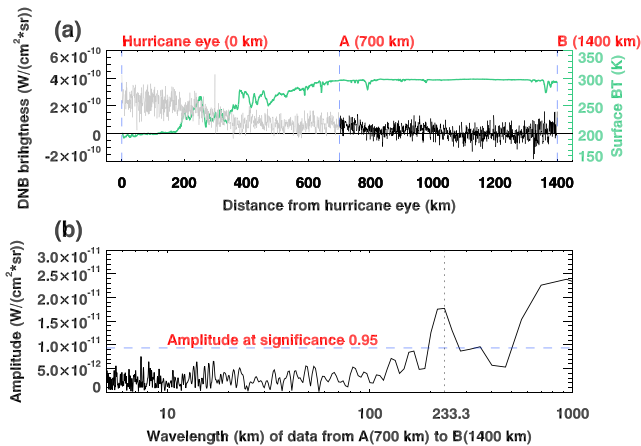 (a)
Hurricane eye (0 km) A (700 km) B (1400 km)
DNB bringtness (W/(cm²*sr))
6×10⁻¹⁰
4×10⁻¹⁰
2×10⁻¹⁰
0
-2×10⁻¹⁰
300
250
200
150
Surface BT (K)
0 200 400 600 800 1000 1200 1400
Distance from hurricane eye (km)
(b)
Amplitude (W/(cm²*sr))
3.0×10⁻¹¹
2.5×10⁻¹¹
2.0×10⁻¹¹
1.5×10⁻¹¹
1.0×10⁻¹¹
5.0×10⁻¹²
0
Amplitude at significance 0.95
10 100 233.3 1000
Wavelength (km) of data from A(700 km) to B(1400 km)